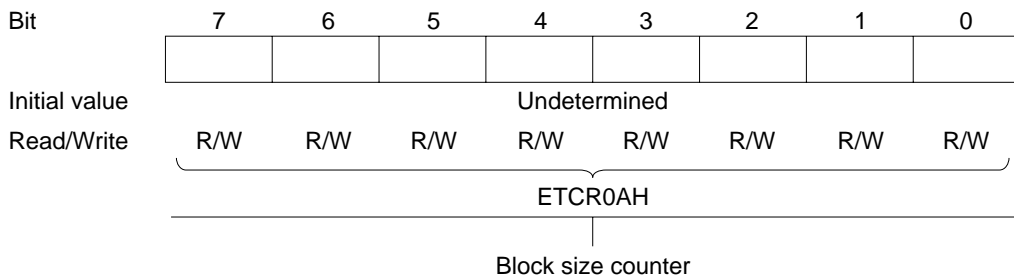 Bit 7 6 5 4 3 2 1 0
Initial value Undetermined
Read/Write R/W R/W R/W R/W R/W R/W R/W R/W
ETCR0AH
Block size counter